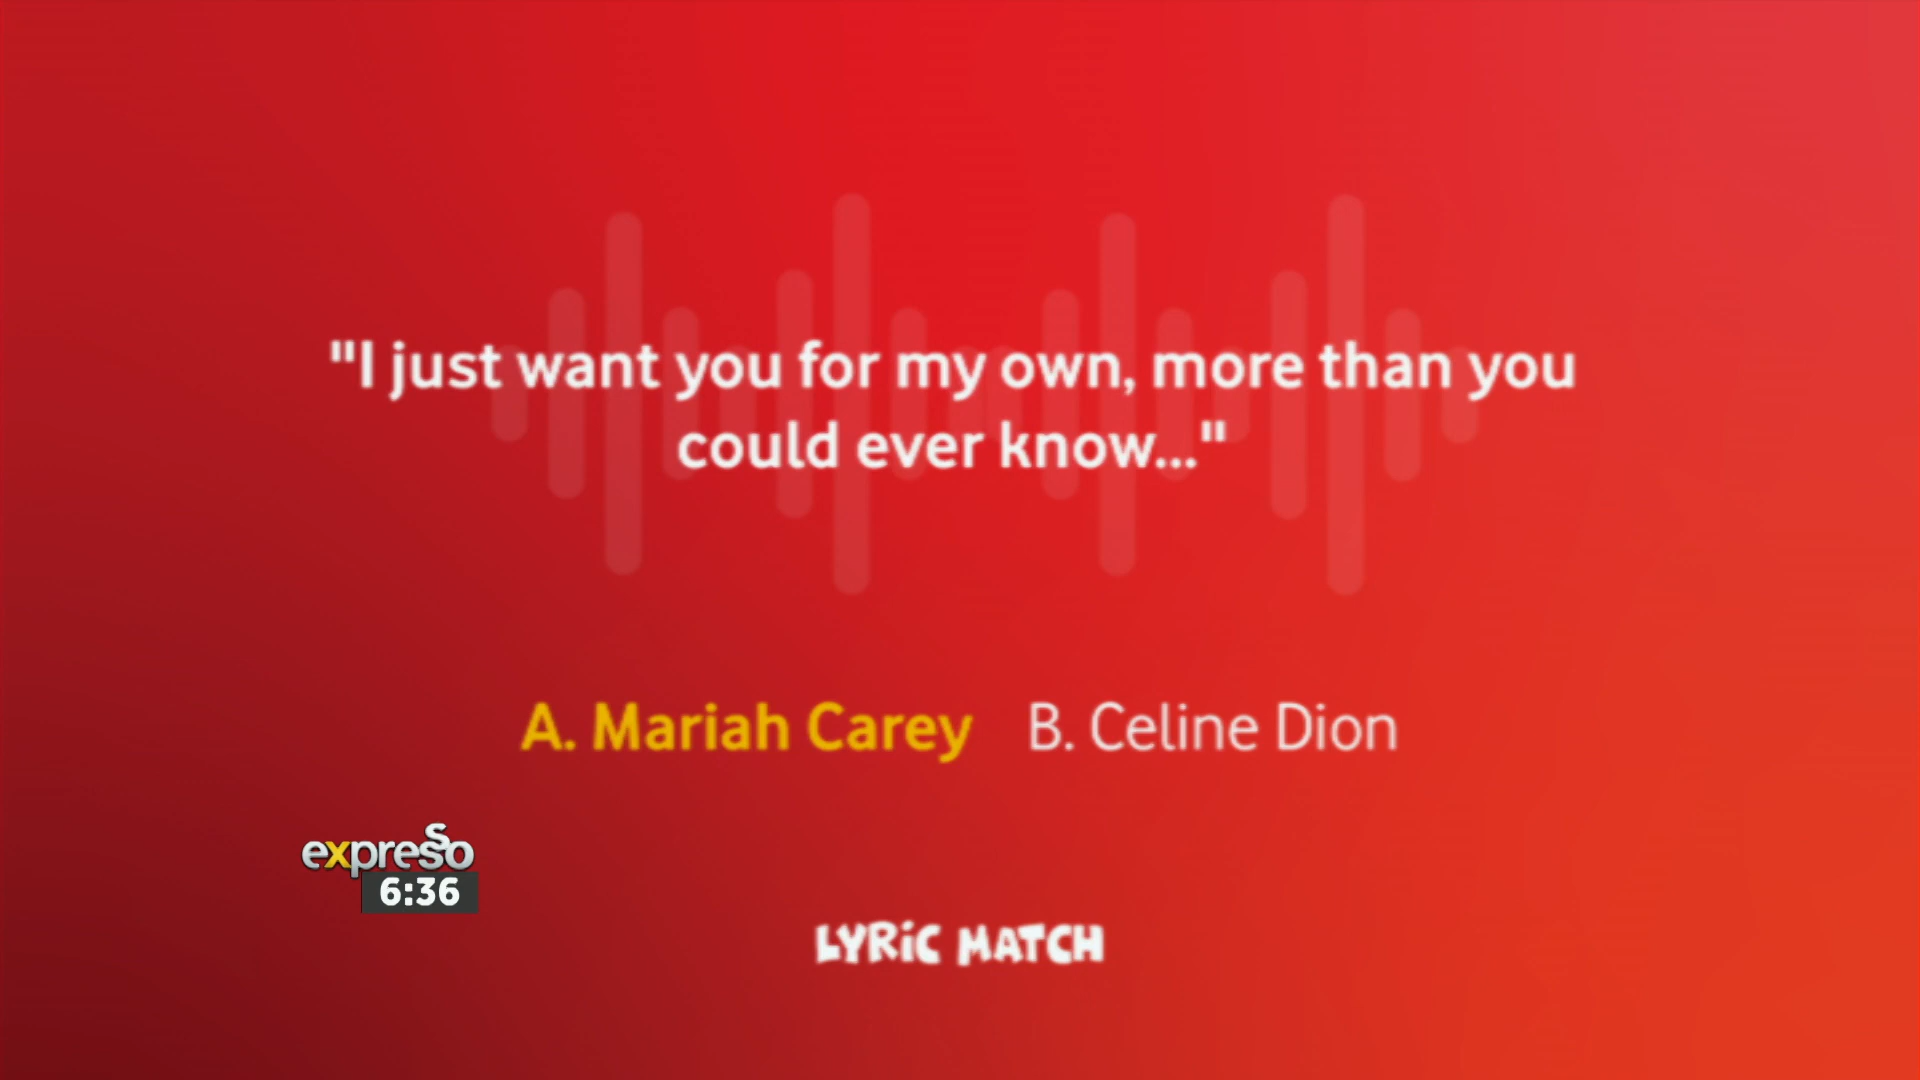 "I just want you for my own, more than you
could ever know..."
A. Mariah Carey B. Celine Dion
expresso
6:36
LYRiC MATCH